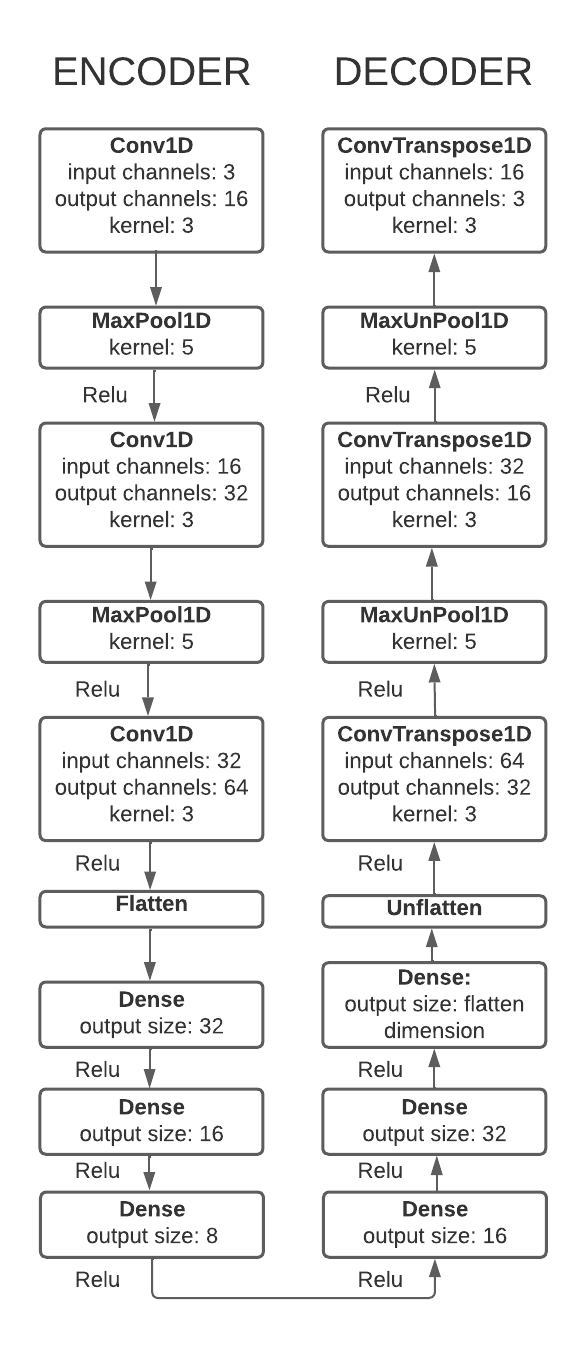 ENCODER
Conv1D
input channels: 3
output channels: 16
kernel: 3
MaxPool1D
kernel: 5
Relu
Conv1D
input channels: 16
output channels: 32
kernel: 3
MaxPool1D
kernel: 5
Relu
Conv1D
input channels: 32
output channels: 64
kernel: 3
Relu
Flatten
Dense
output size: 32
Relu
Dense
output size: 16
Relu
Dense
output size: 8
Relu
DECODER
ConvTranspose1D
input channels: 16
output channels: 3
kernel: 3
MaxUnPool1D
kernel: 5
Relu
ConvTranspose1D
input channels: 32
output channels: 16
kernel: 3
MaxUnPool1D
kernel: 5
Relu
ConvTranspose1D
input channels: 64
output channels: 32
kernel: 3
Relu
Unflatten
Dense:
output size: flatten
dimension
Relu
Dense
output size: 32
Relu
Dense
output size: 16
Relu